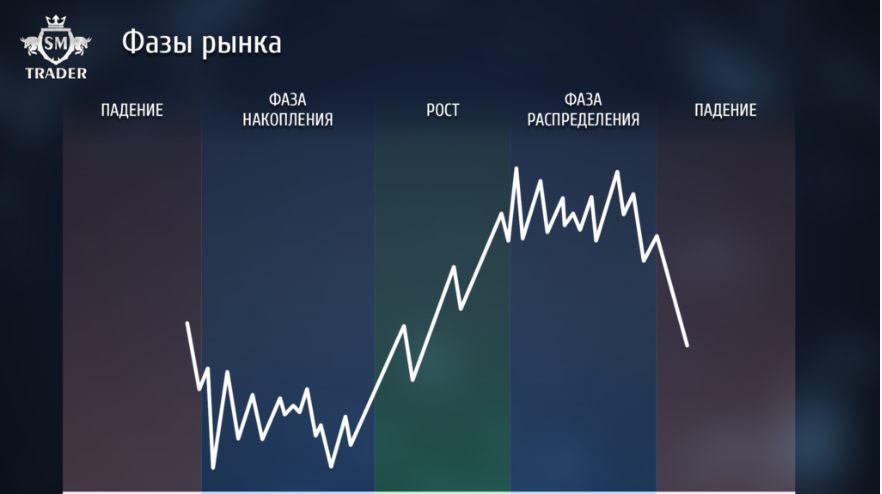 SM
TRADER
Фазы рынка
ПАДЕНИЕ
ФАЗА
НАКОПЛЕНИЯ
РОСТ
ФАЗА
РАСПРЕДЕЛЕНИЯ
ПАДЕНИЕ